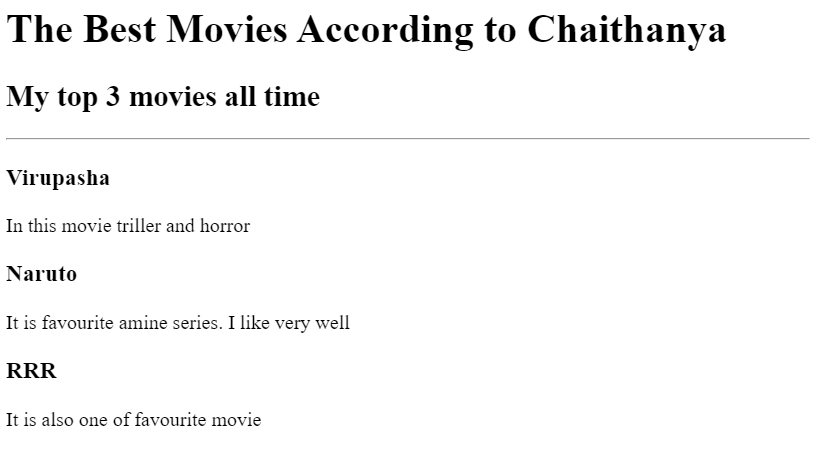 The Best Movies According to Chaithanya
My top 3 movies all time
Virupasha
In this movie triller and horror
Naruto
It is favourite amine series. I like very well
RRR
It is also one of favourite movie